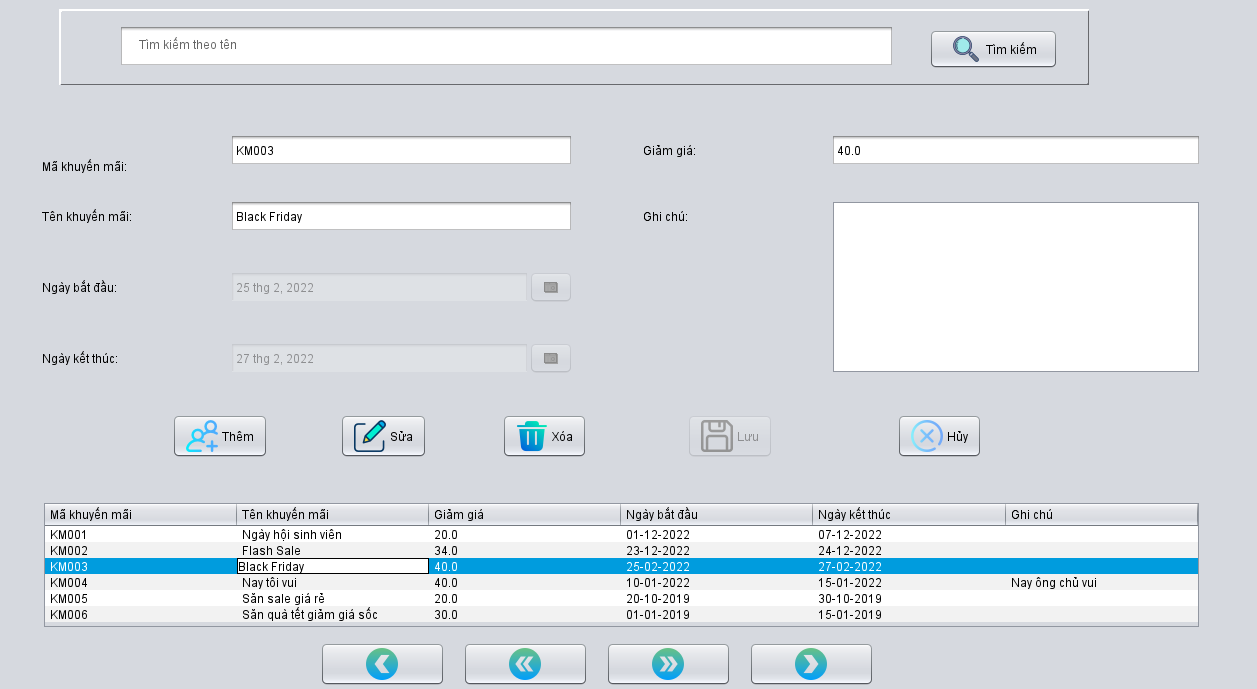 Tìm kiếm theo tên
Tìm kiếm
Mã khuyến mãi:
KM003
Giảm giá:
40.0
Tên khuyến mãi:
Black Friday
Ghi chú:
Ngày bắt đầu:
25 thg 2, 2022
Ngày kết thúc:
27 thg 2, 2022
Thêm
Sửa
Xóa
Lưu
Hủy
Mã khuyến mãi Tên khuyến mãi Giảm giá Ngày bắt đầu Ngày kết thúc Ghi chú
KM001 Ngày hội sinh viên 20.0 01-12-2022 07-12-2022
KM002 Flash Sale 34.0 23-12-2022 24-12-2022
KM003 Black Friday 40.0 25-02-2022 27-02-2022
KM004 Nay tôi vui 40.0 10-01-2022 15-01-2022 Nay ông chủ vui
KM005 Săn sale giá rẻ 20.0 20-10-2019 30-10-2019
KM006 Săn quà tết giảm giá sốc 30.0 01-01-2019 15-01-2019